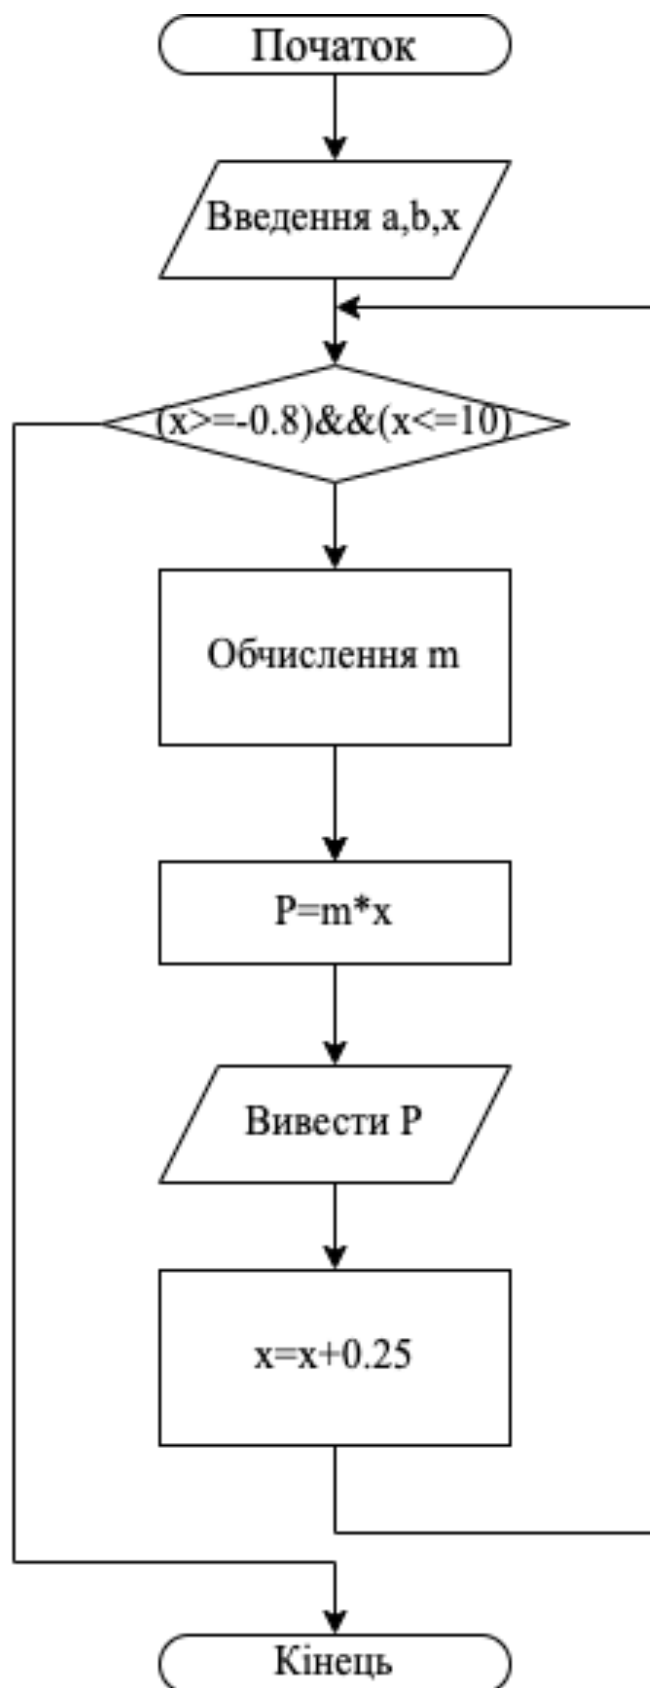 Початок
Введення a,b,x
(x>=-0.8)&&(x<=10)
Обчислення m
P=m*x
Вивести P
x=x+0.25
Кінець